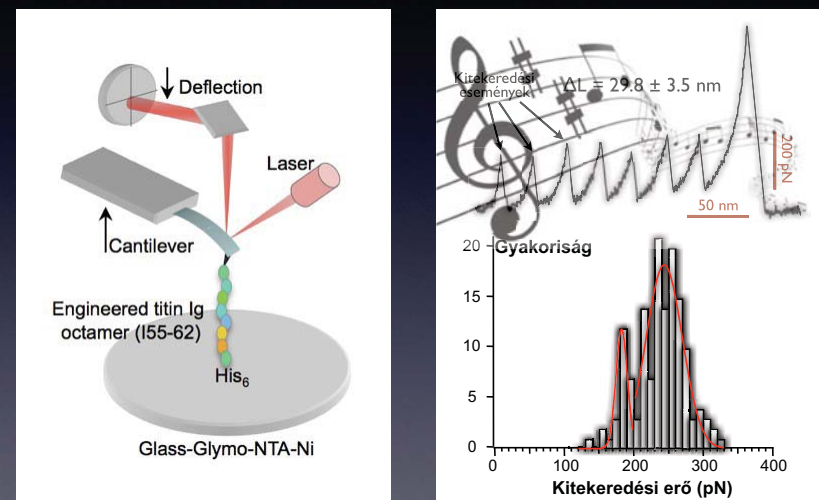 Deflection
Laser
Cantilever
Engineered titin Ig
octamer (I55-62)
His6
Glass-Glymo-NTA-Ni
Kitekeredési
események
ΔL = 29.8 ± 3.5 nm
200 pN
50 nm
Gyakoriság
20
15
10
5
0
0 100 200 300 400
Kitekeredési erő (pN)